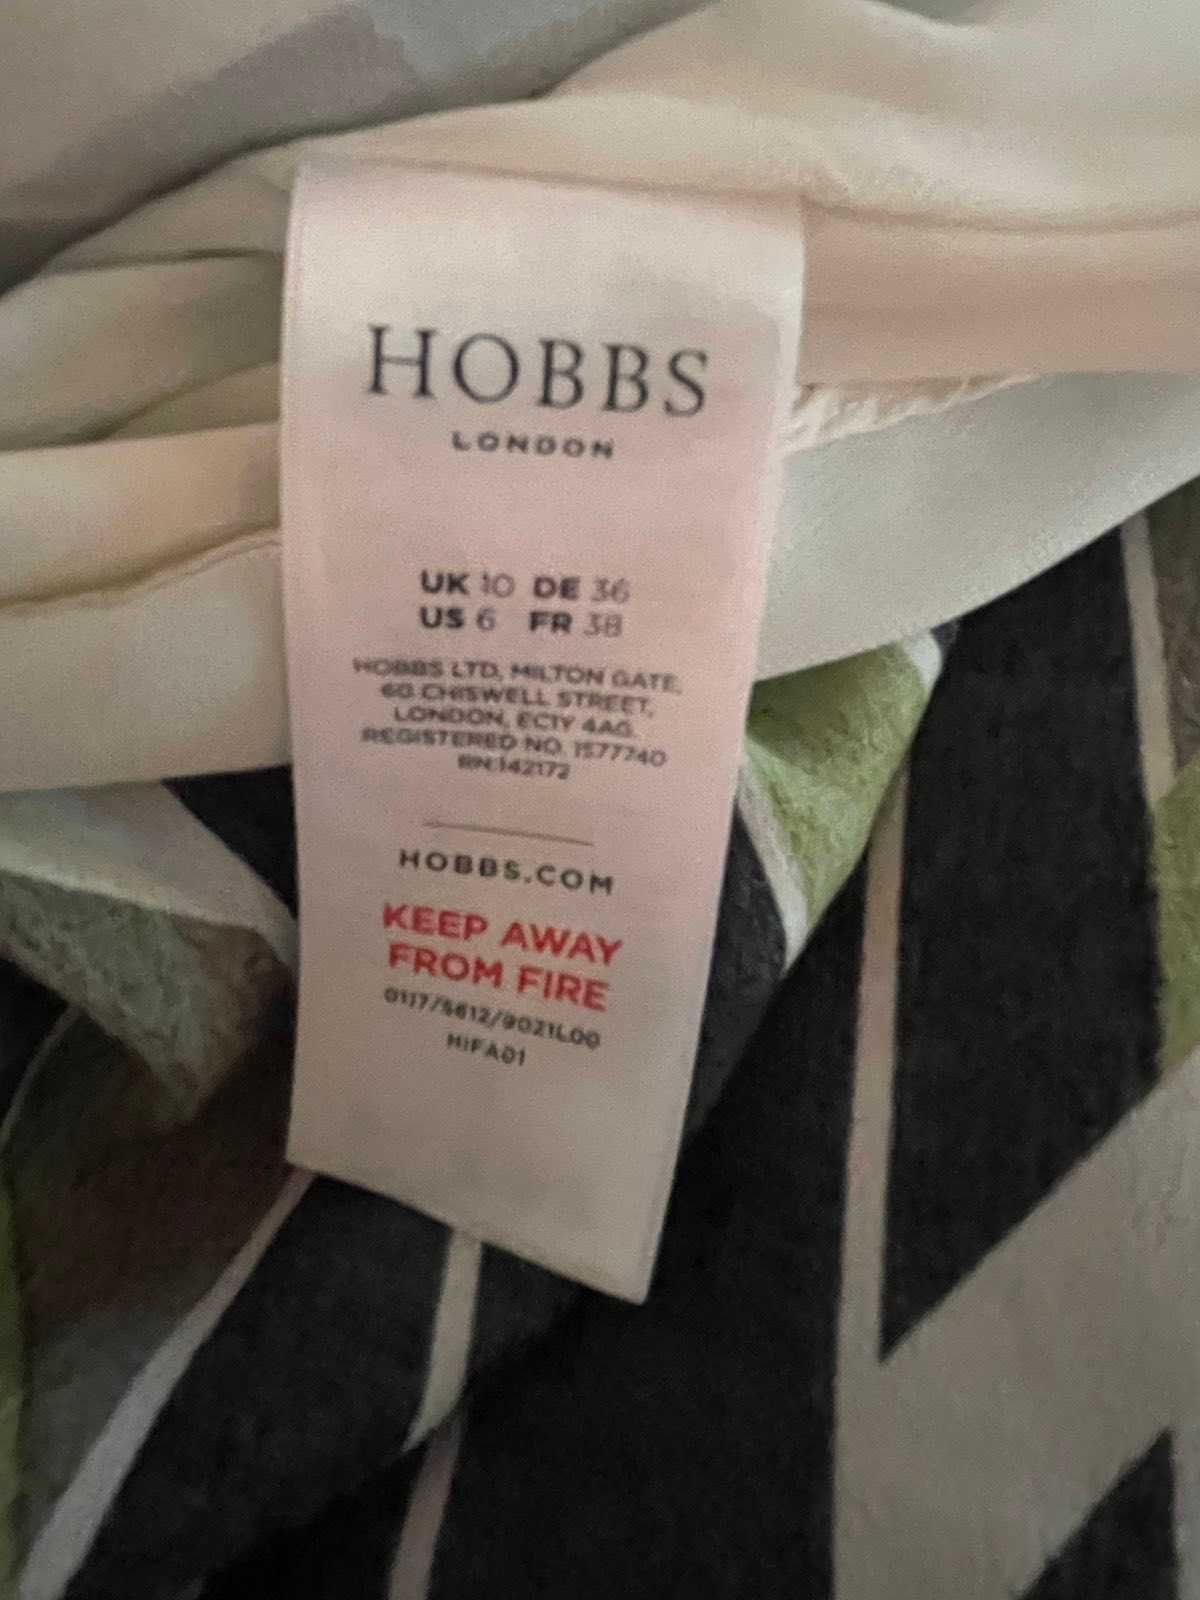 HOBBS
LONDON
UK 10 DE 36
US 6 FR 38
HOBBS LTD, MILTON GATE,
60 CHISWELL STREET,
LONDON, EC1Y 4AG.
REGISTERED NO. 1577740
RN:142172
HOBBS.COM
KEEP AWAY
FROM FIRE
0117/5612/9021L00
HIFA01